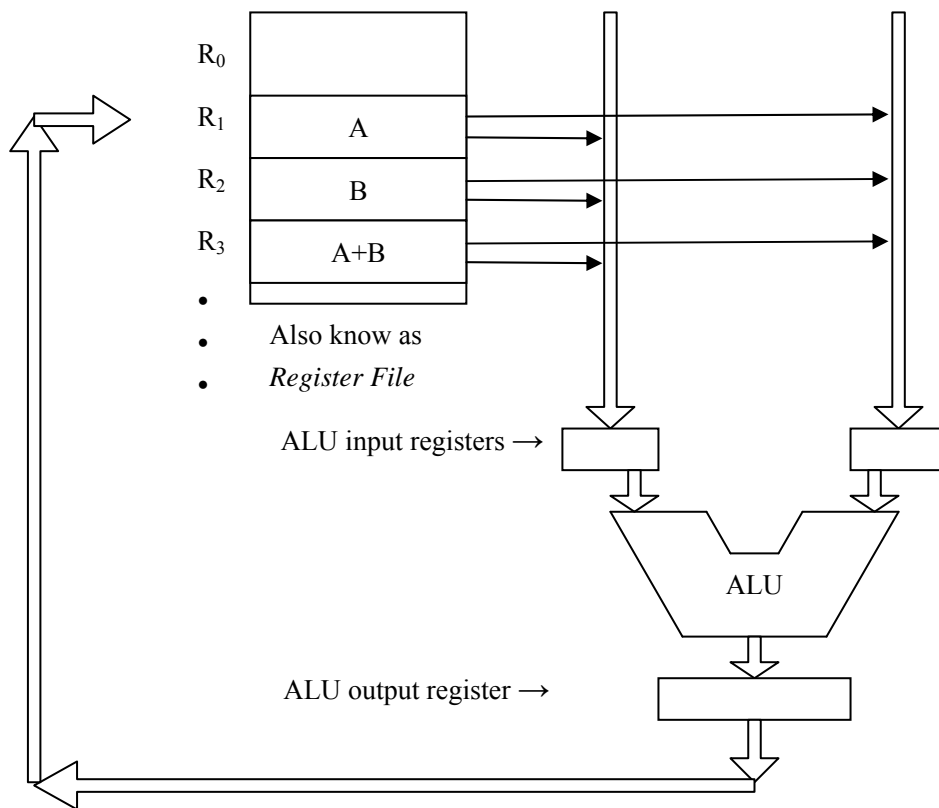 R0
R1
A
R2
B
R3
A+B
•
• Also know as
• Register File
ALU input registers →
ALU
ALU output register →